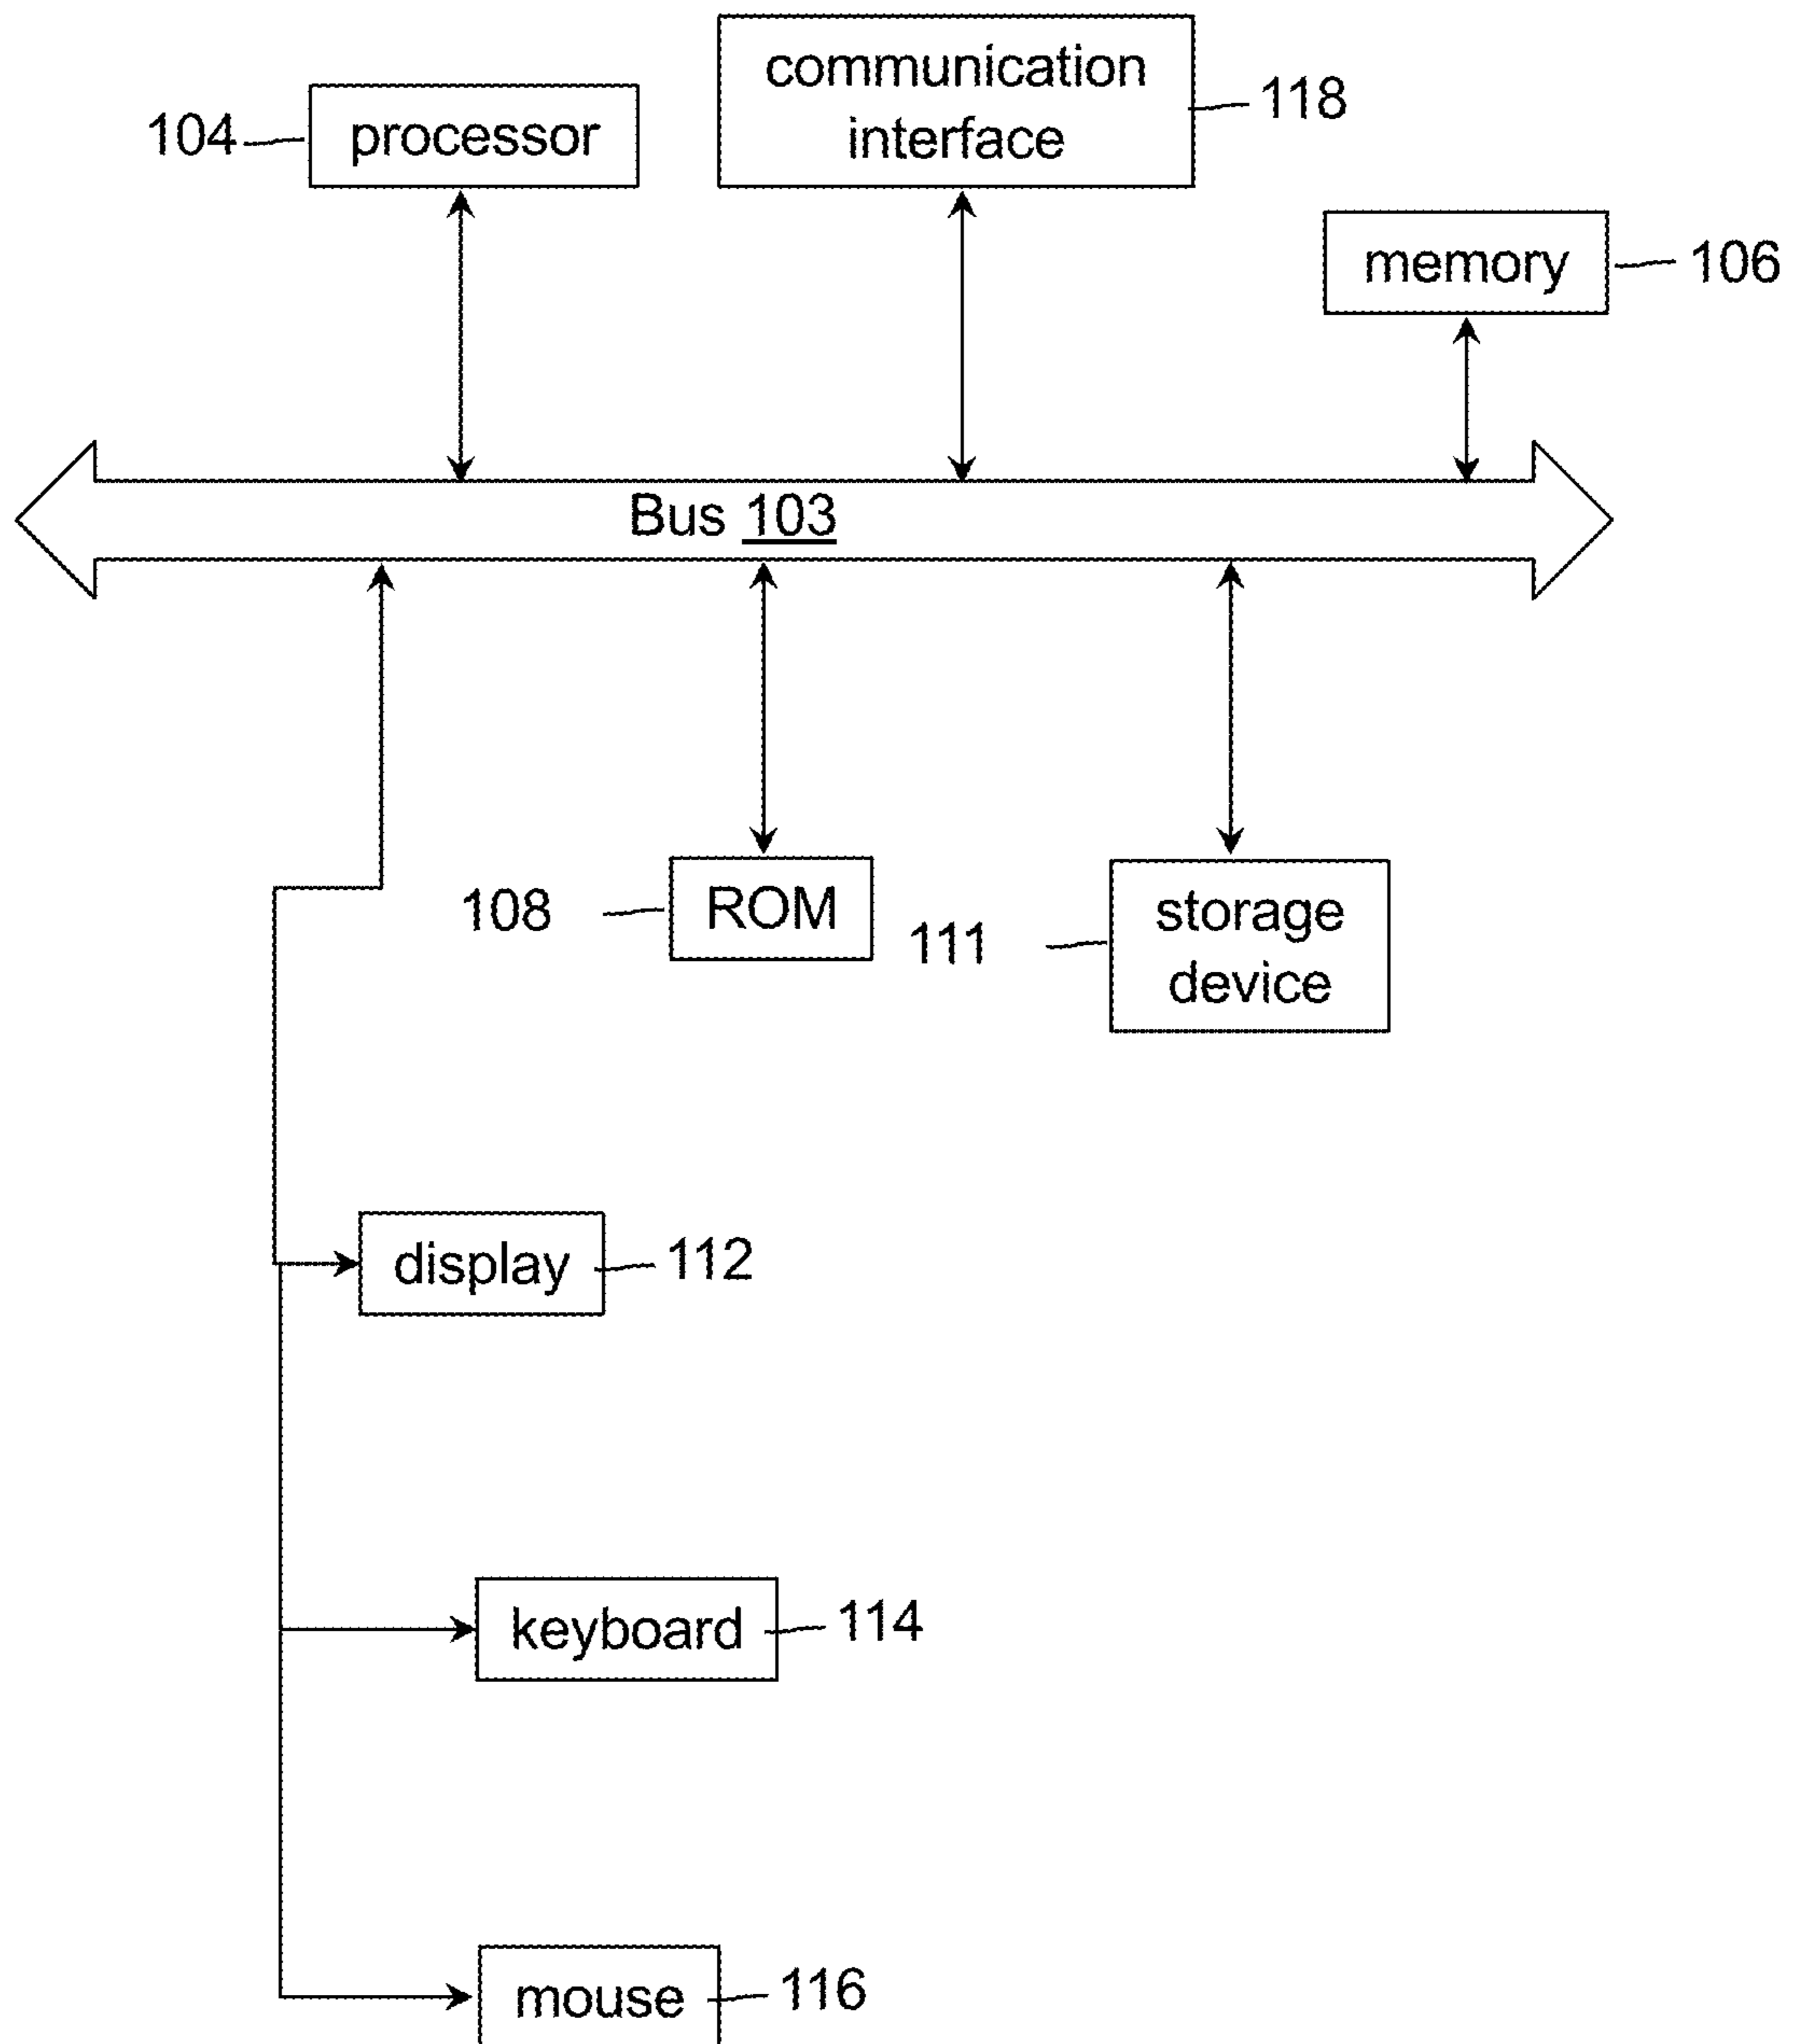 communication
interface
118
104
processor
memory
106
Bus 103
108
ROM
111
storage
device
display
112
keyboard
114
mouse
116